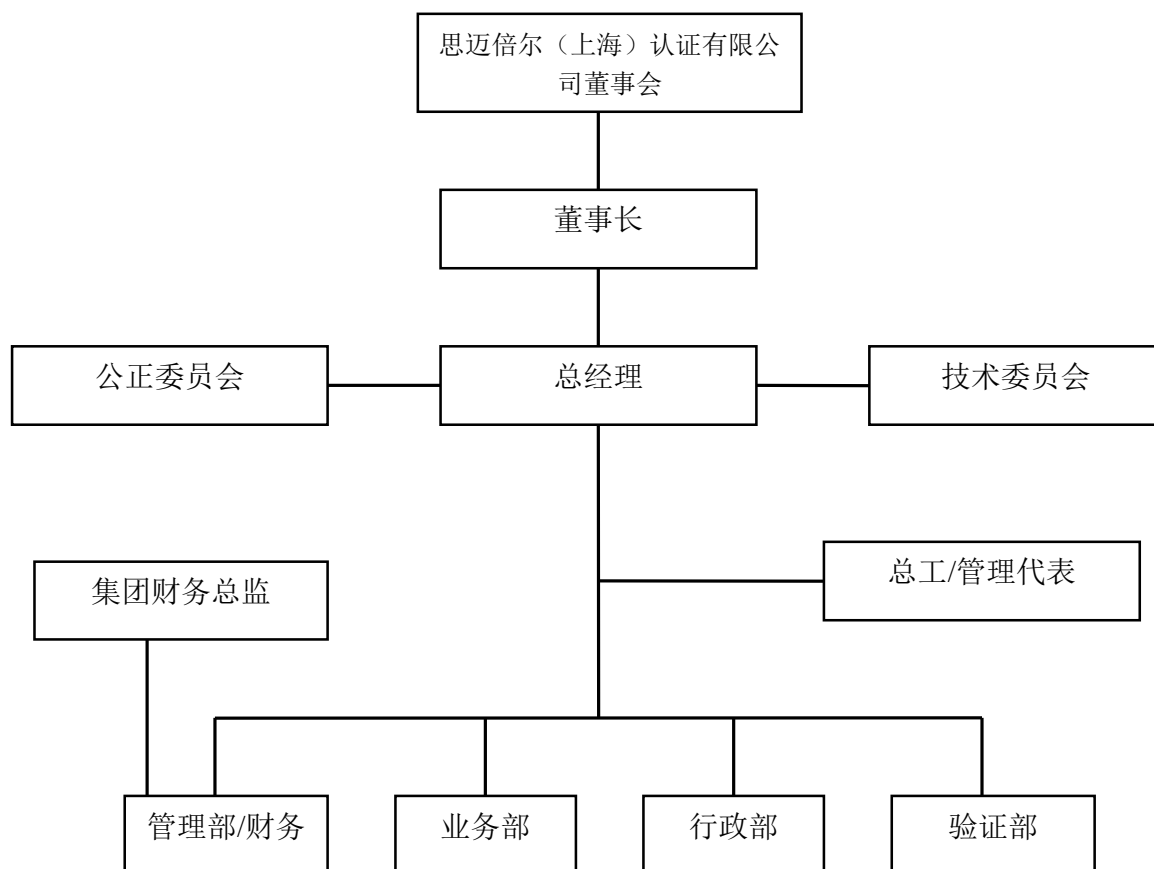 思迈倍尔（上海）认证有限公
司董事会
董事长
公正委员会
总经理
技术委员会
总工/管理代表
集团财务总监
管理部/财务
业务部
行政部
验证部